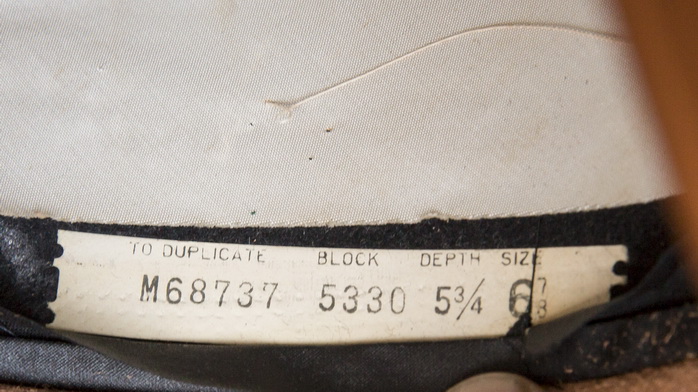 TO DUPLICATE BLOCK DEPTH SIZE
M68737 5330 5¾ 6⅞